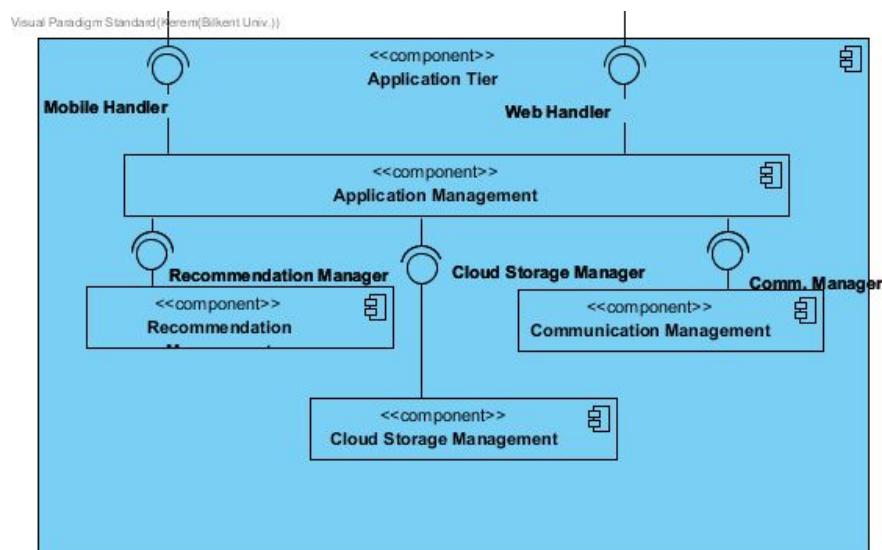 Visual Paradigm Standard(Kerem(Bilkent Univ.))
<<component>>
Application Tier
Mobile Handler
Web Handler
<<component>>
Application Management
Recommendation Manager
Cloud Storage Manager
Comm. Manager
<<component>>
Recommendation
<<component>>
Communication Management
<<component>>
Cloud Storage Management